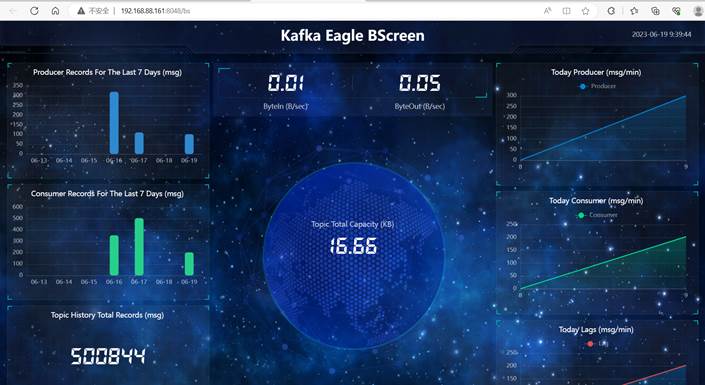 不安全 | 192.168.88.161:8048/bs
Kafka Eagle BScreen
2023-06-19 9:39:44
Producer Records For The Last 7 Days (msg)
350
300
250
200
150
100
50
0
06-13 06-14 06-15 06-16 06-17 06-18 06-19
Consumer Records For The Last 7 Days (msg)
600
500
400
300
200
100
0
06-13 06-14 06-15 06-16 06-17 06-18 06-19
Topic History Total Records (msg)
500844
0.01 0.05
ByteIn (B/sec) ByteOut (B/sec)
Topic Total Capacity (KB)
16.66
Today Producer (msg/min)
Producer
300
250
200
150
100
50
0
8 9
Today Consumer (msg/min)
Consumer
250
200
150
100
50
0
8 9
Today Lags (msg/min)
250
200